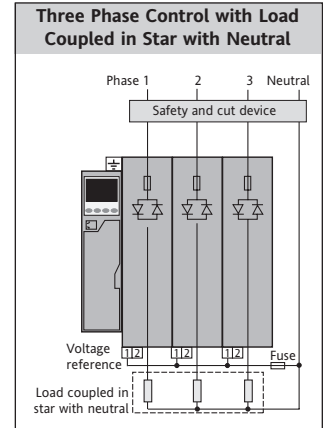 Three Phase Control with Load
Coupled in Star with Neutral
Phase 1 2 3 Neutral
Safety and cut device
Voltage
reference
1 2 1 2 1 2
Fuse
Load coupled in
star with neutral